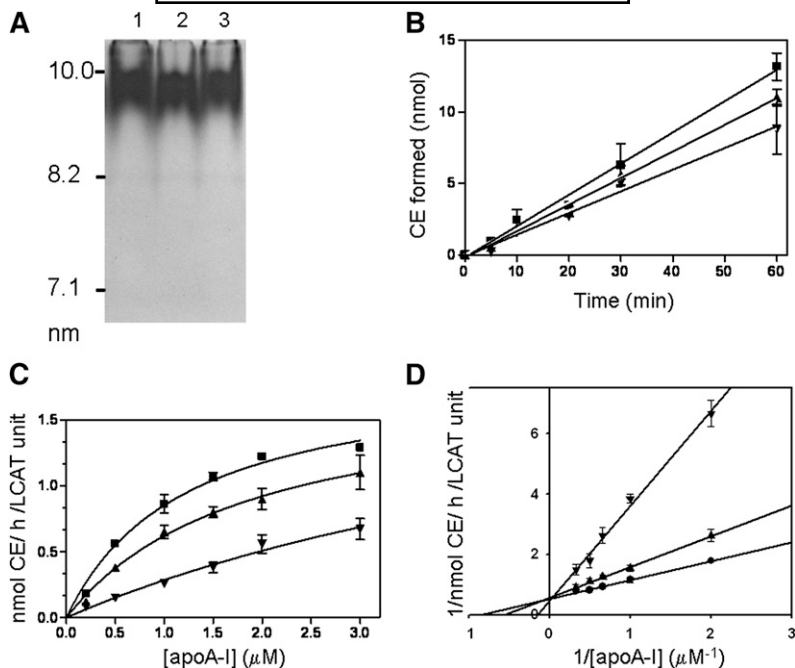 A
1 2 3
10.0
8.2
7.1
nm
B
CE formed (nmol)
15
10
5
0
0 10 20 30 40 50 60
Time (min)
C
nmol CE/ h /LCAT unit
1.5
1.0
0.5
0.0
0.0 0.5 1.0 1.5 2.0 2.5 3.0
[apoA-I] (μM)
D
1/nmol CE/ h /LCAT unit
6
4
2
0
-1 0 1 2 3
1/[apoA-I] (μM-1)